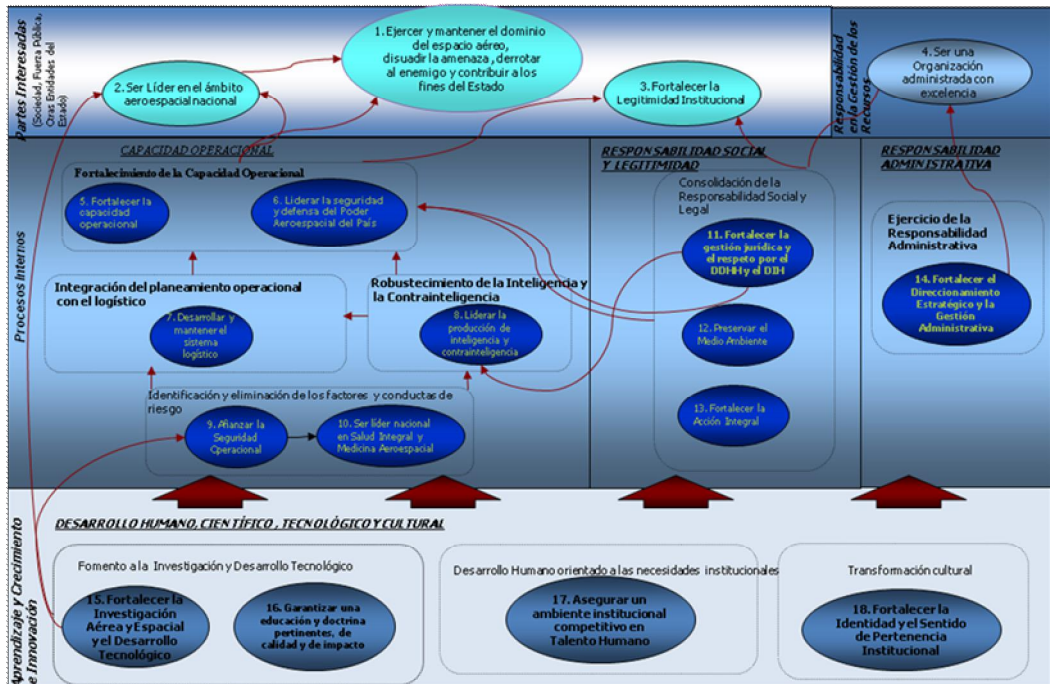 Partes Interesadas
(Sociedad, Fuerza Pública,
Otras Entidades del
Estado)
1. Ejercer y mantener el dominio
del espacio aéreo,
disuadir la amenaza , derrotar
al enemigo y contribuir a los
fines del Estado
2. Ser Líder en el ámbito
aeroespacial nacional
3. Fortalecer la
Legitimidad Institucional
Responsabilidad
en la Gestión de los
Recursos
4. Ser una
Organización
administrada con
excelencia
Procesos Internos
CAPACIDAD OPERACIONAL
Fortalecimiento de la Capacidad Operacional
5. Fortalecer la
capacidad
operacional
6. Liderar la seguridad
y defensa del Poder
Aeroespacial del País
Integración del planeamiento operacional
con el logístico
7. Desarrollar y
mantener el
sistema
logístico
Robustecimiento de la Inteligencia y
la Contrainteligencia
8. Liderar la
producción de
inteligencia y
contrainteligencia
Identificación y eliminación de los factores y conductas de
riesgo
9. Afianzar la
Seguridad
Operacional
10. Ser líder nacional
en Salud Integral y
Medicina Aeroespacial
RESPONSABILIDAD SOCIAL
Y LEGITIMIDAD
Consolidación de la
Responsabilidad Social y
Legal
11. Fortalecer la
gestión jurídica y
el respeto por el
DDHH y el DIH
12. Preservar el
Medio Ambiente
13. Fortalecer la
Acción Integral
RESPONSABILIDAD
ADMINISTRATIVA
Ejercicio de la
Responsabilidad
Administrativa
14. Fortalecer el
Direccionamiento
Estratégico y la
Gestión
Administrativa
Aprendizaje y Crecimiento
e Innovación
DESARROLLO HUMANO, CIENTÍFICO , TECNOLÓGICO Y CULTURAL
Fomento a la Investigación y Desarrollo Tecnológico
15. Fortalecer la
Investigación
Aérea y Espacial
y el Desarrollo
Tecnológico
16. Garantizar una
educación y doctrina
pertinentes, de
calidad y de impacto
Desarrollo Humano orientado a las necesidades institucionales
17. Asegurar un
ambiente institucional
competitivo en
Talento Humano
Transformación cultural
18. Fortalecer la
Identidad y el Sentido
de Pertenencia
Institucional